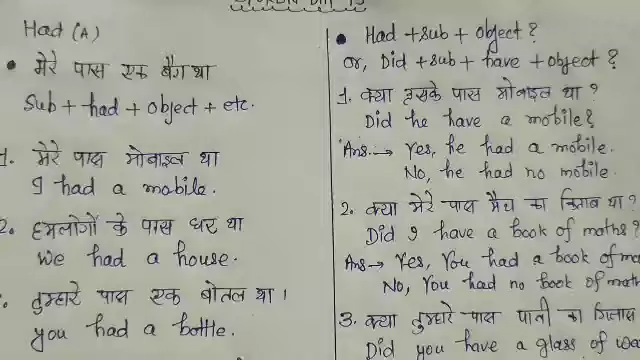 Had (A)
• मेरे पास एक बैग था
Sub + had + object + etc.
1. मेरे पास मोबाइल था
I had a mobile.
2. हमलोगों के पास घर था
We had a house.
तुम्हारे पास एक बोतल था।
you had a bottle.
• Had + sub + object?
or, Did + sub + have + object?
1. क्या उसके पास मोबाइल था?
Did he have a mobile?
Ans. → Yes, he had a mobile.
No, he had no mobile.
2. क्या मेरे पास मैथ का किताब था?
Did I have a book of maths?
Ans → Yes, You had a book of
No, You had no book of math
3. क्या तुम्हारे पास पानी का गिलास
Did you have a glass of